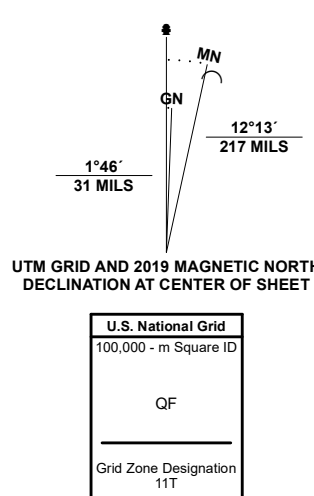 MN
GN
12°13´
217 MILS
1°46´
31 MILS
UTM GRID AND 2019 MAGNETIC NORTH
DECLINATION AT CENTER OF SHEET
U.S. National Grid
100,000 - m Square ID
QF
Grid Zone Designation
11T